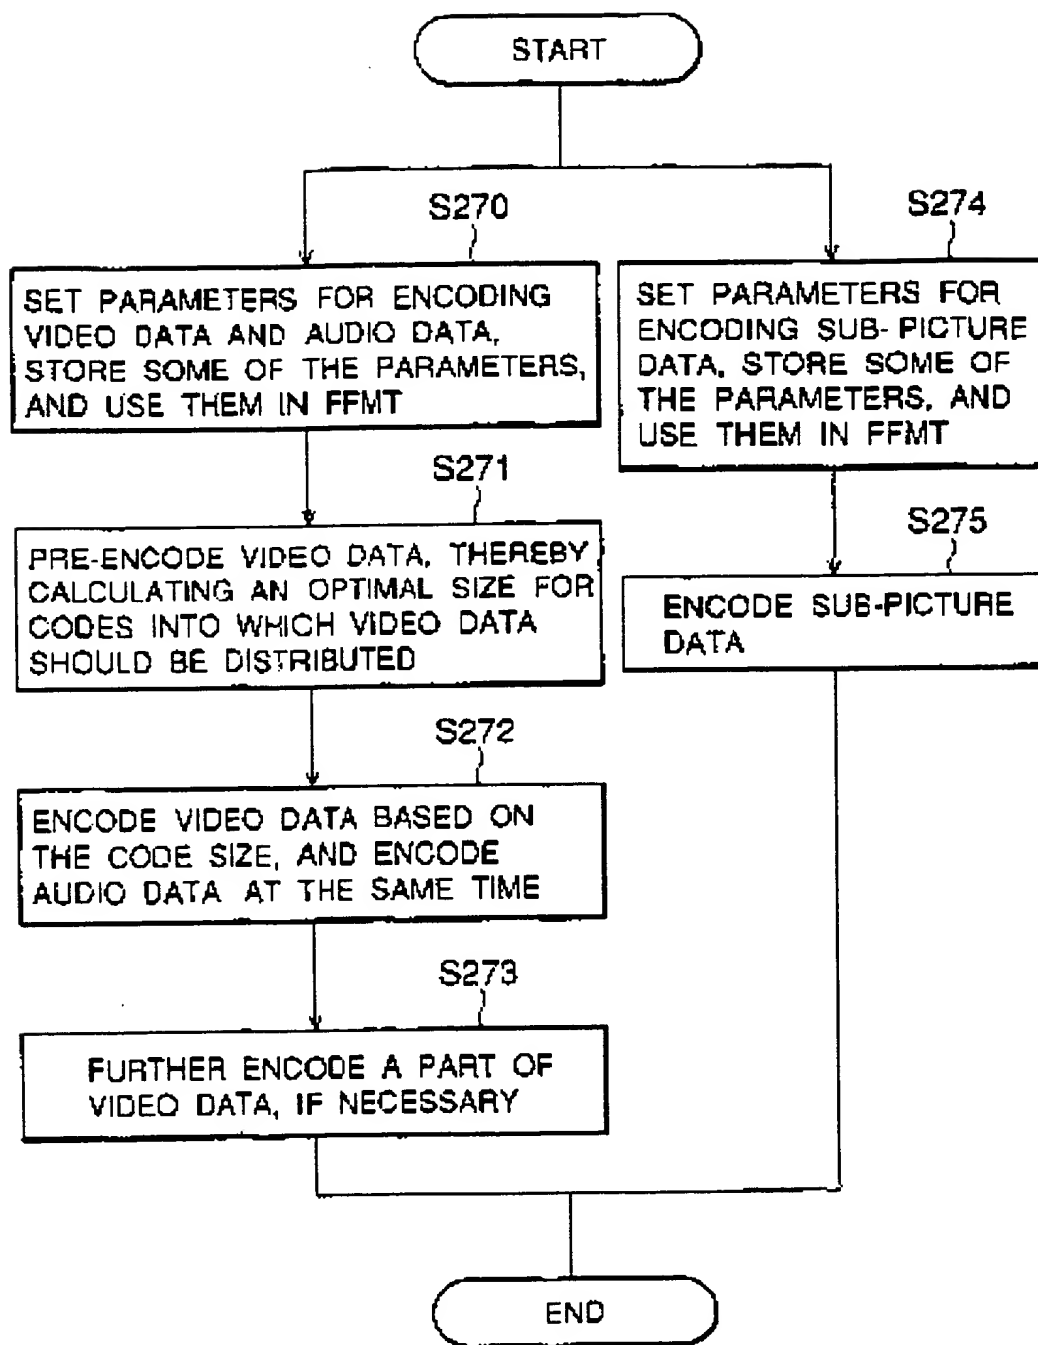 START
S270
SET PARAMETERS FOR ENCODING
VIDEO DATA AND AUDIO DATA,
STORE SOME OF THE PARAMETERS,
AND USE THEM IN FFMT
S274
SET PARAMETERS FOR
ENCODING SUB-PICTURE
DATA, STORE SOME OF
THE PARAMETERS, AND
USE THEM IN FFMT
S271
PRE-ENCODE VIDEO DATA, THEREBY
CALCULATING AN OPTIMAL SIZE FOR
CODES INTO WHICH VIDEO DATA
SHOULD BE DISTRIBUTED
S275
ENCODE SUB-PICTURE
DATA
S272
ENCODE VIDEO DATA BASED ON
THE CODE SIZE, AND ENCODE
AUDIO DATA AT THE SAME TIME
S273
FURTHER ENCODE A PART OF
VIDEO DATA, IF NECESSARY
END